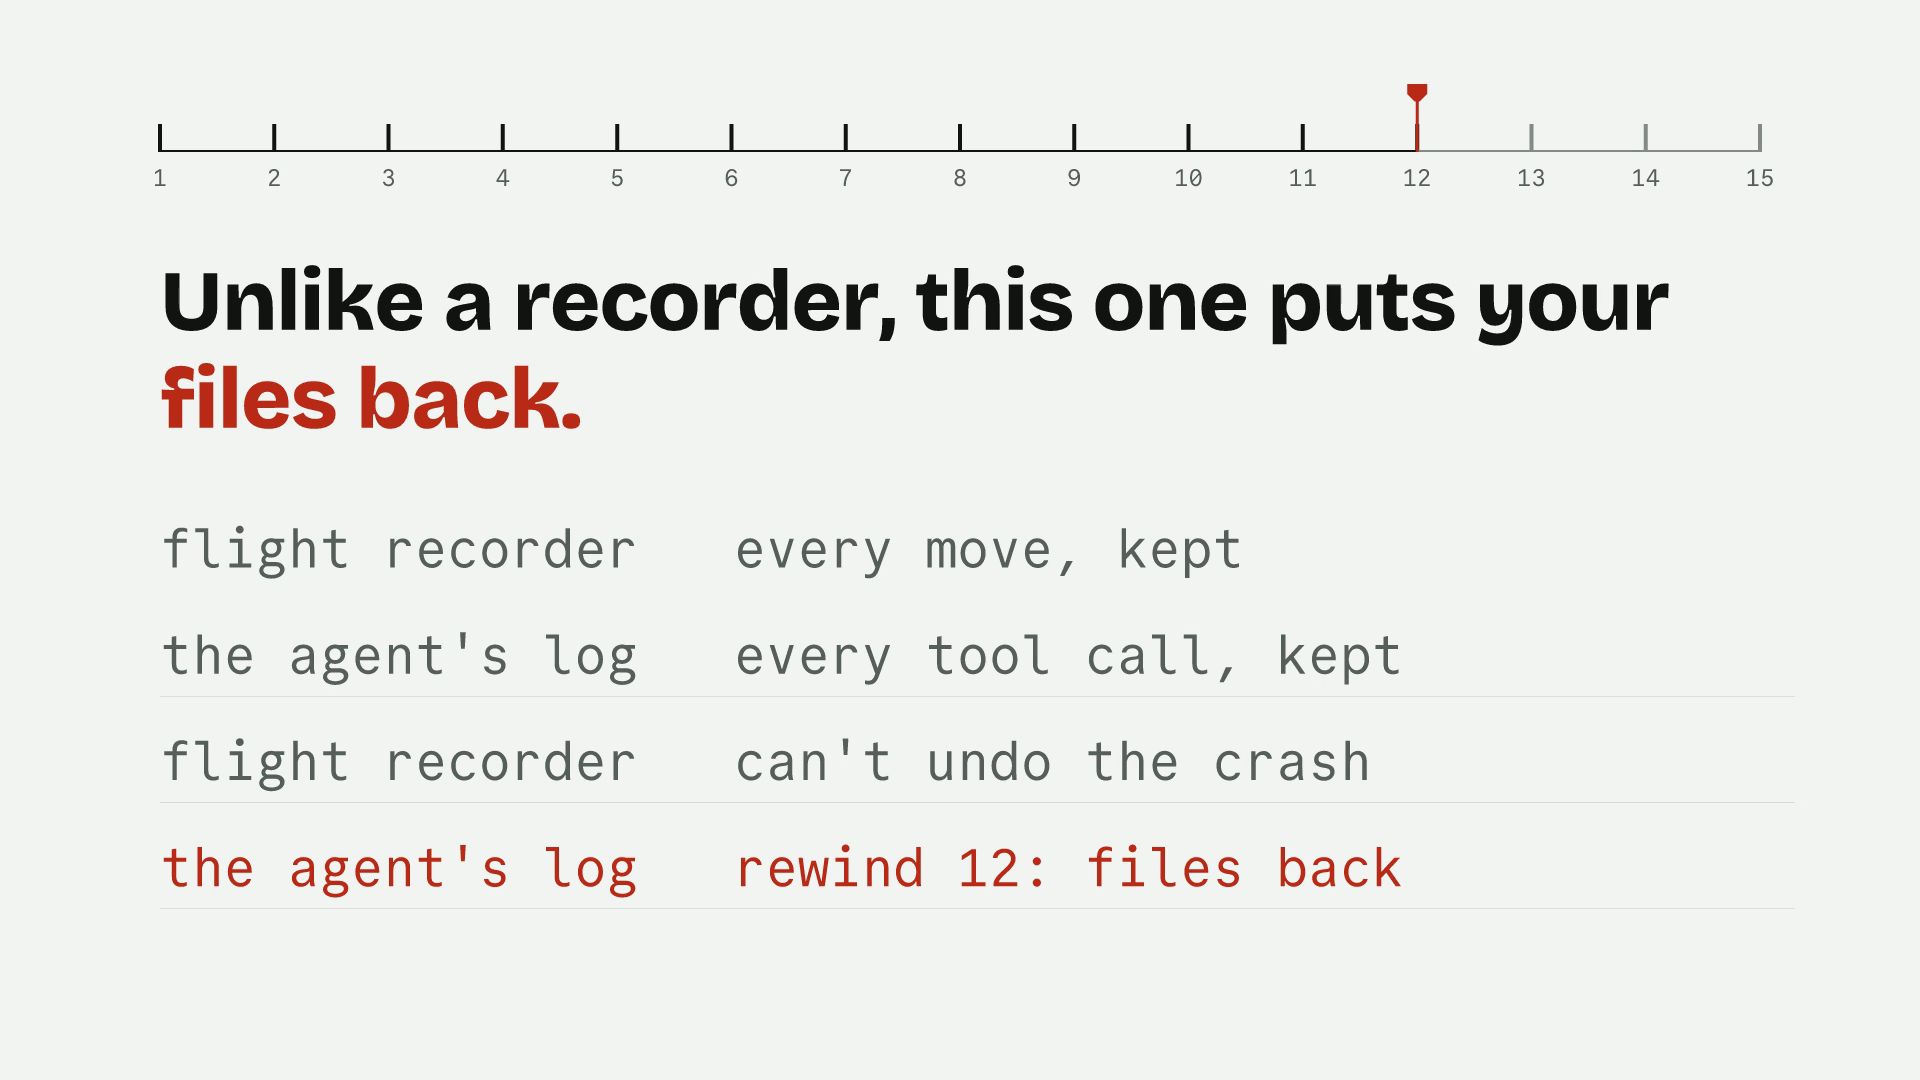 1 2 3 4 5 6 7 8 9 10 11 12 13 14 15
Unlike a recorder, this one puts your
files back.
flight recorder every move, kept
the agent's log every tool call, kept
flight recorder can't undo the crash
the agent's log rewind 12: files back